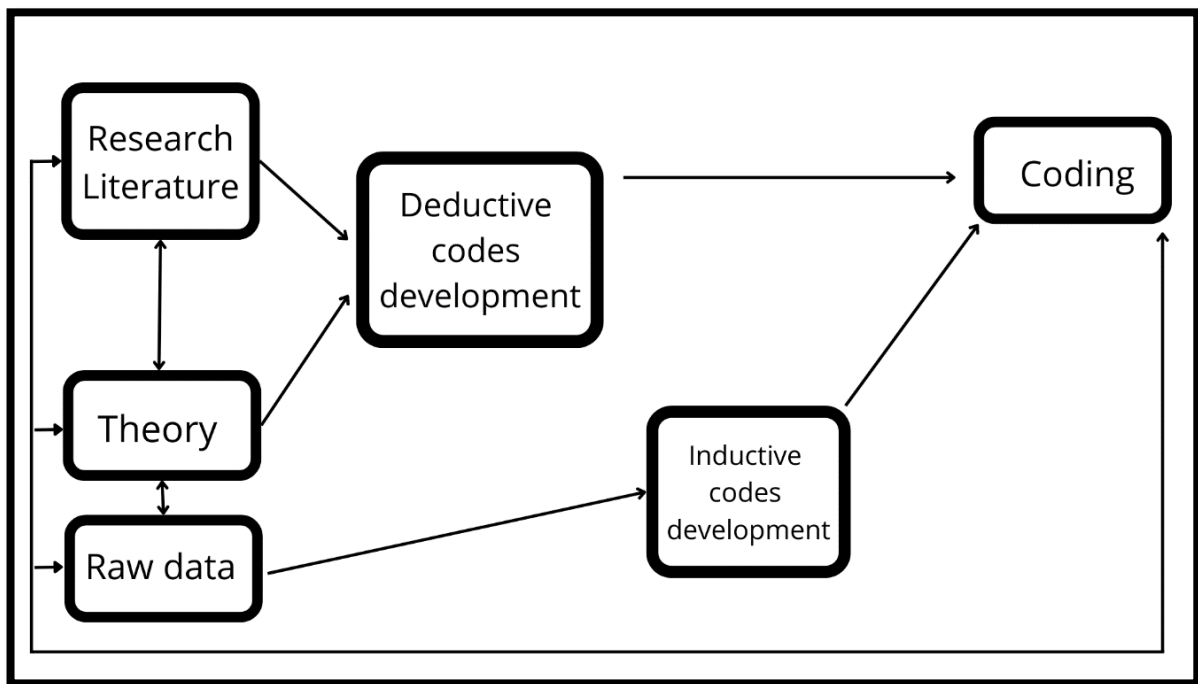 Research
Literature
Deductive
codes
development
Coding
Theory
Inductive
codes
development
Raw data